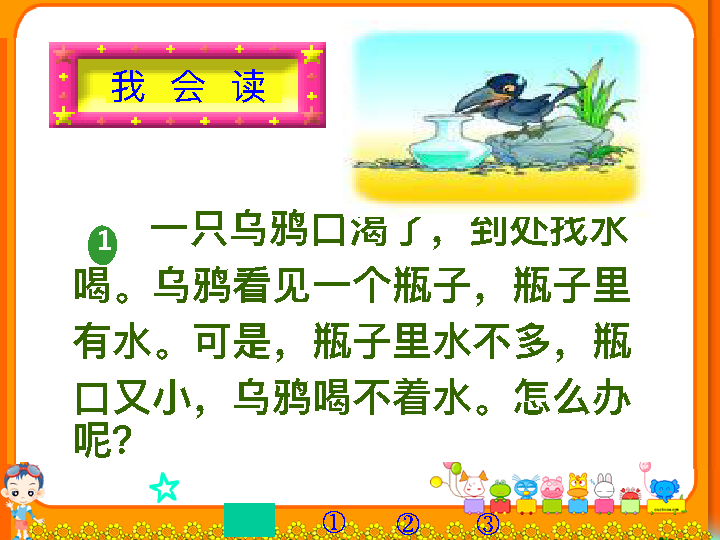 我 会 读
1 一只乌鸦口渴了，到处找水
喝。乌鸦看见一个瓶子，瓶子里
有水。可是，瓶子里水不多，瓶
口又小，乌鸦喝不着水。怎么办
呢？
① ② ③